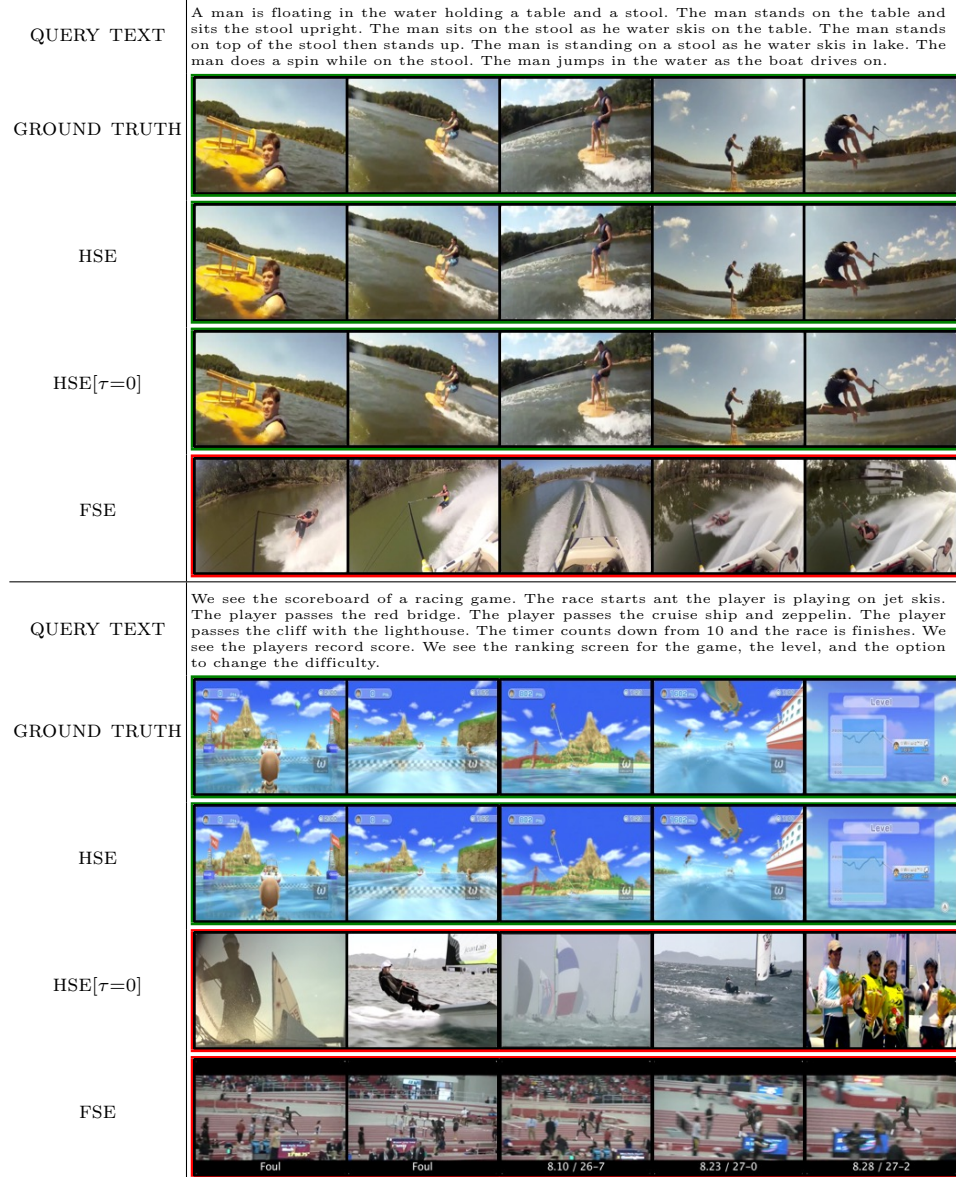 QUERY TEXT
A man is floating in the water holding a table and a stool. The man stands on the table and
sits the stool upright. The man sits on the stool as he water skis on the table. The man stands
on top of the stool then stands up. The man is standing on a stool as he water skis in lake. The
man does a spin while on the stool. The man jumps in the water as the boat drives on.
GROUND TRUTH
HSE
HSE[τ=0]
FSE
QUERY TEXT
We see the scoreboard of a racing game. The race starts ant the player is playing on jet skis.
The player passes the red bridge. The player passes the cruise ship and zeppelin. The player
passes the cliff with the lighthouse. The timer counts down from 10 and the race is finishes. We
see the players record score. We see the ranking screen for the game, the level, and the option
to change the difficulty.
GROUND TRUTH
Level
HSE
Level
HSE[τ=0]
FSE
Foul
Foul
8.10 / 26-7
8.23 / 27-0
8.28 / 27-2